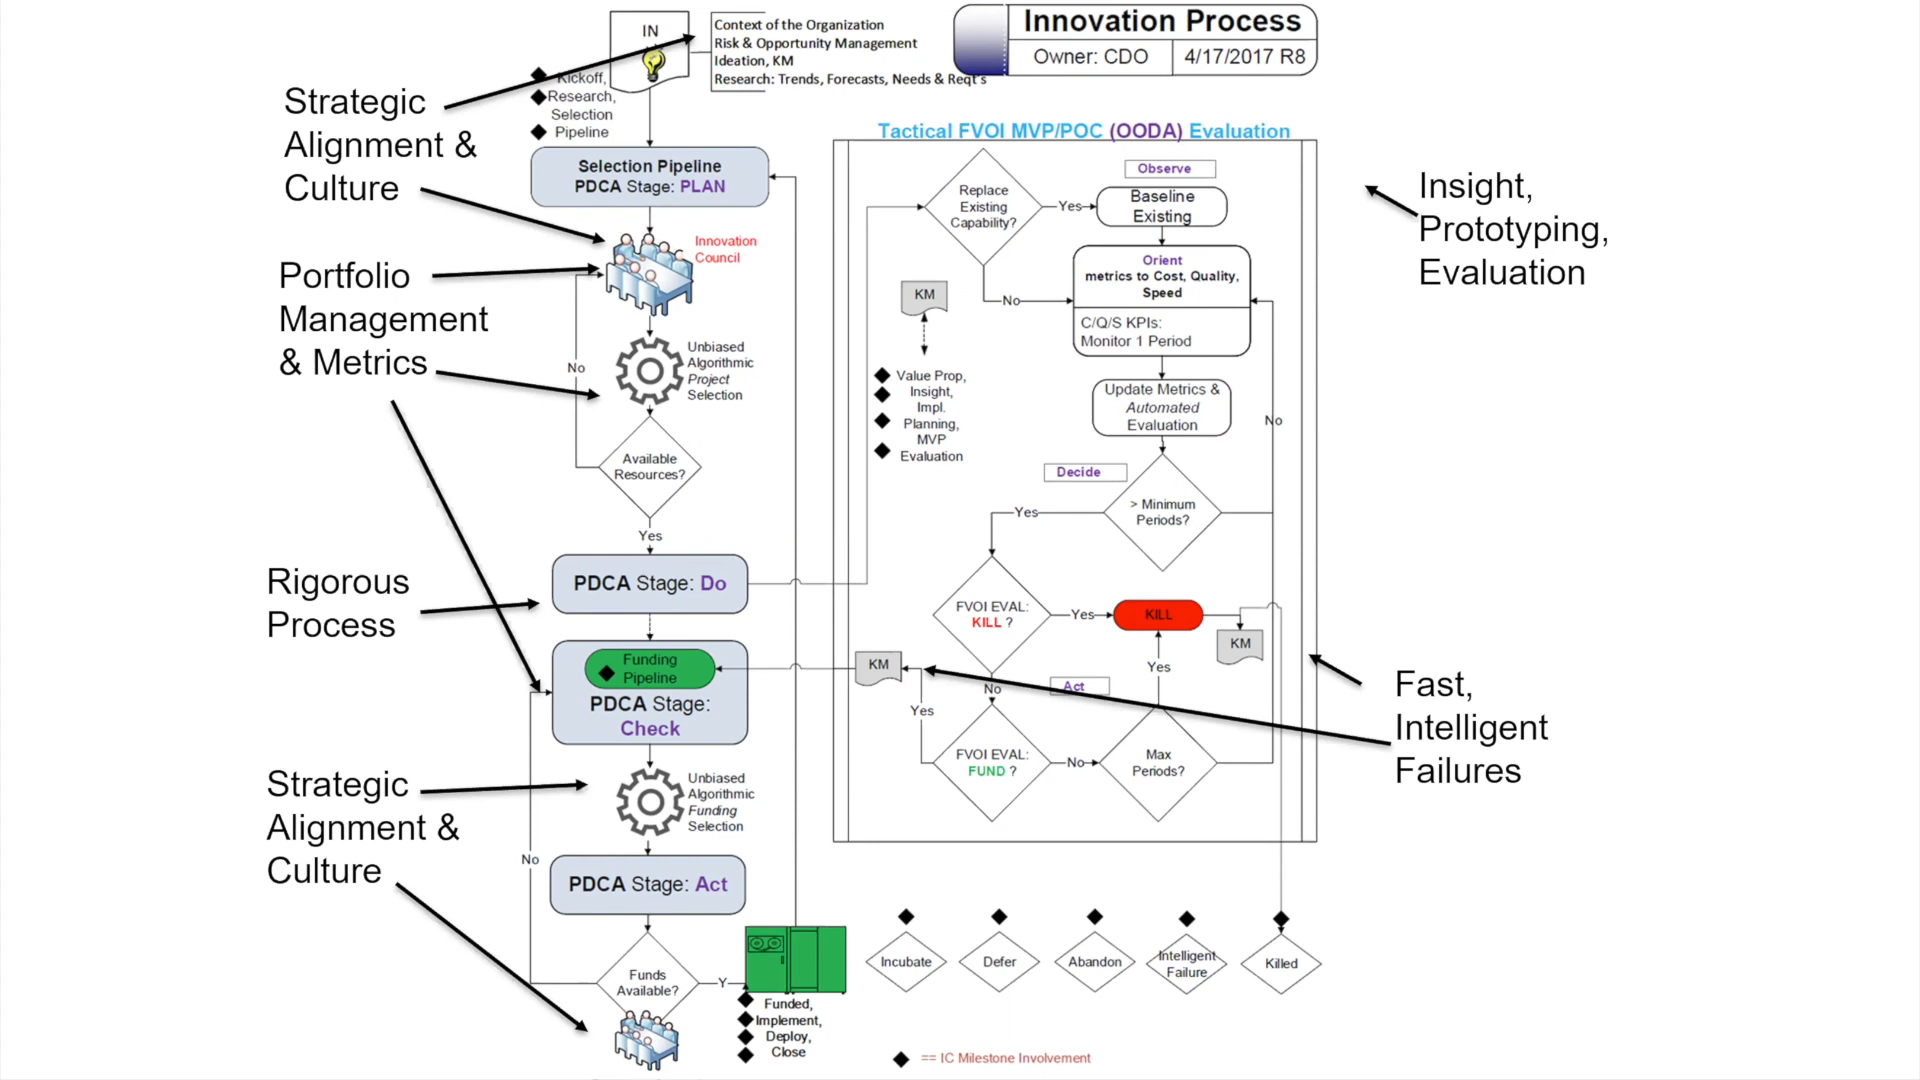 IN
Context of the Organization
Risk & Opportunity Management
Ideation, KM
Research: Trends, Forecasts, Needs & Reqt's
Innovation Process
Owner: CDO
4/17/2017 R8
Kickoff,
Research,
Selection
Pipeline
Strategic
Alignment &
Culture
Selection Pipeline
PDCA Stage: PLAN
Innovation
Council
Portfolio
Management
& Metrics
Unbiased
Algorithmic
Project
Selection
No
Available
Resources?
Yes
Rigorous
Process
PDCA Stage: Do
Funding
Pipeline
PDCA Stage:
Check
Strategic
Alignment &
Culture
Unbiased
Algorithmic
Funding
Selection
No
PDCA Stage: Act
Funds
Available?
Y
Funded,
Implement,
Deploy,
Close
Tactical FVOI MVP/POC (OODA) Evaluation
Replace
Existing
Capability?
Yes
Observe
Baseline
Existing
No
Orient
metrics to Cost, Quality,
Speed
C/Q/S KPIs:
Monitor 1 Period
KM
Value Prop,
Insight,
Impl.
Planning,
MVP
Evaluation
Update Metrics &
Automated
Evaluation
No
Decide
> Minimum
Periods?
Yes
FVOI EVAL:
KILL ?
Yes
KILL
KM
Yes
KM
No
Act
Yes
FVOI EVAL:
FUND ?
No
Max
Periods?
Insight,
Prototyping,
Evaluation
Fast,
Intelligent
Failures
Incubate
Defer
Abandon
Intelligent
Failure
Killed
== IC Milestone Involvement